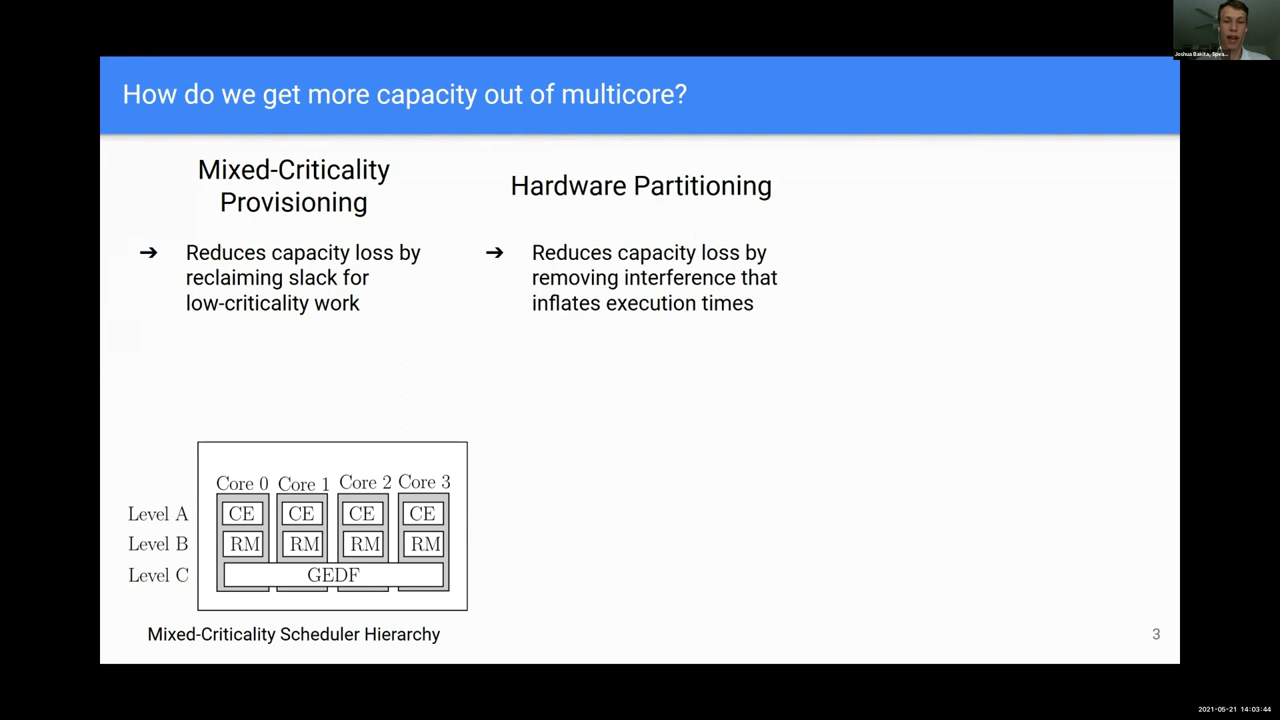 Joshua Bakita, Spea...
How do we get more capacity out of multicore?
Mixed-Criticality
Provisioning
➔ Reduces capacity loss by
reclaiming slack for
low-criticality work
Hardware Partitioning
➔ Reduces capacity loss by
removing interference that
inflates execution times
Core 0 Core 1 Core 2 Core 3
Level A CE CE CE CE
Level B RM RM RM RM
Level C GEDF
Mixed-Criticality Scheduler Hierarchy
3
2021-05-21 14:03:44